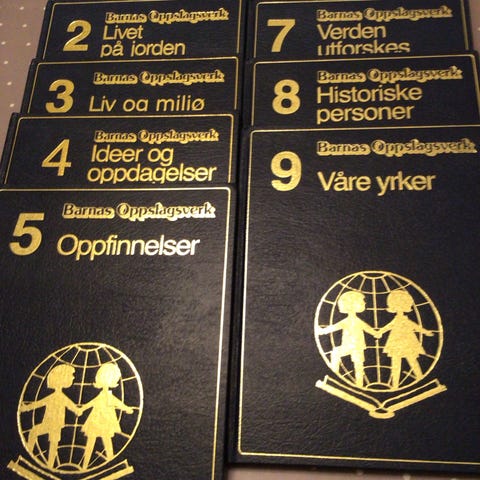 2
Barnas Oppslagsverk
Livet
på jorden
3
Barnas Oppslagsverk
Liv og miljø
4
Barnas Oppslagsverk
Ideer og
oppdagelser
5
Barnas Oppslagsverk
Oppfinnelser
7
Barnas Oppslagsverk
Verden
utforskes
8
Barnas Oppslagsverk
Historiske
personer
9
Barnas Oppslagsverk
Våre yrker